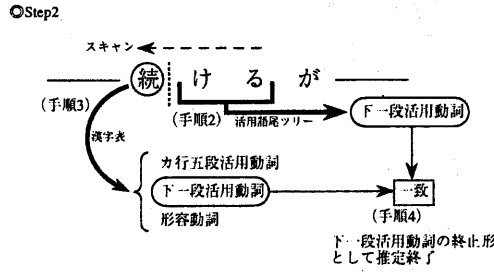 ◎Step2
スキャン
続 け る が
(手順3)
(手順2)
活用語尾ツリー
下一段活用動詞
漢字表
カ行五段活用動詞
下一段活用動詞
形容動詞
一致
(手順4)
下一段活用動詞の終止形
として推定終了